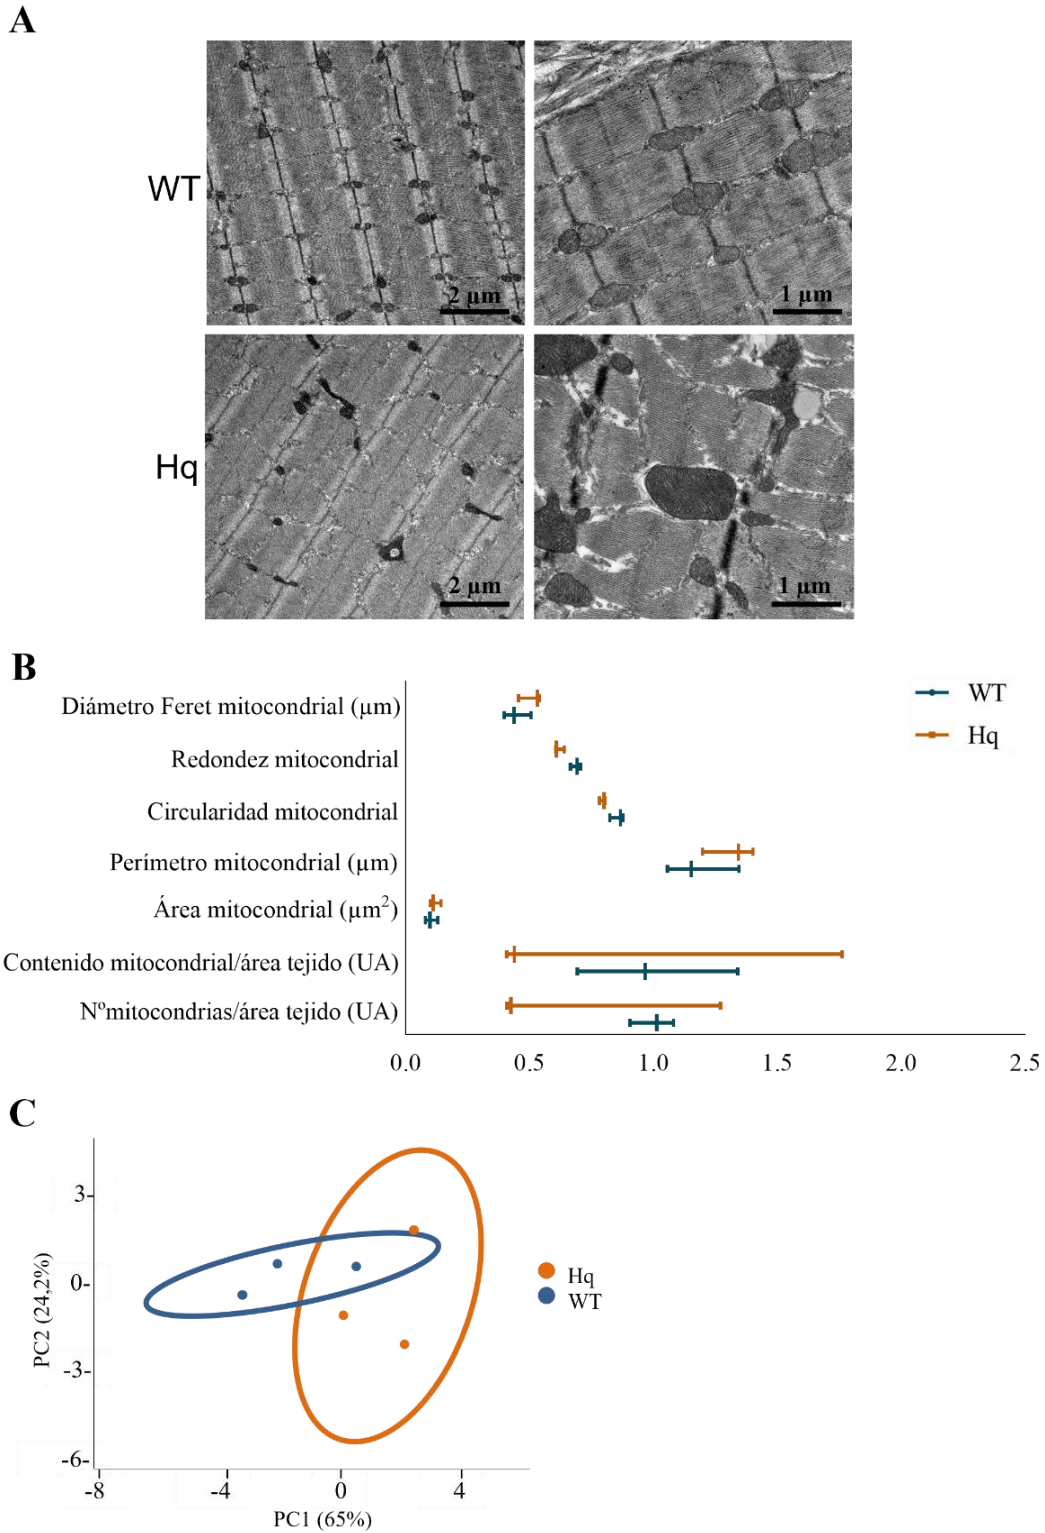 A
WT
2 µm
1 µm
Hq
2 µm
1 µm
B
WT
Hq
Diámetro Feret mitocondrial (µm)
Redondez mitocondrial
Circularidad mitocondrial
Perímetro mitocondrial (µm)
Área mitocondrial (µm²)
Contenido mitocondrial/área tejido (UA)
Nºmitocondrias/área tejido (UA)
0.0 0.5 1.0 1.5 2.0 2.5
C
3
0
-3
-6
PC2 (24,2%)
Hq
WT
-8 -4 0 4
PC1 (65%)